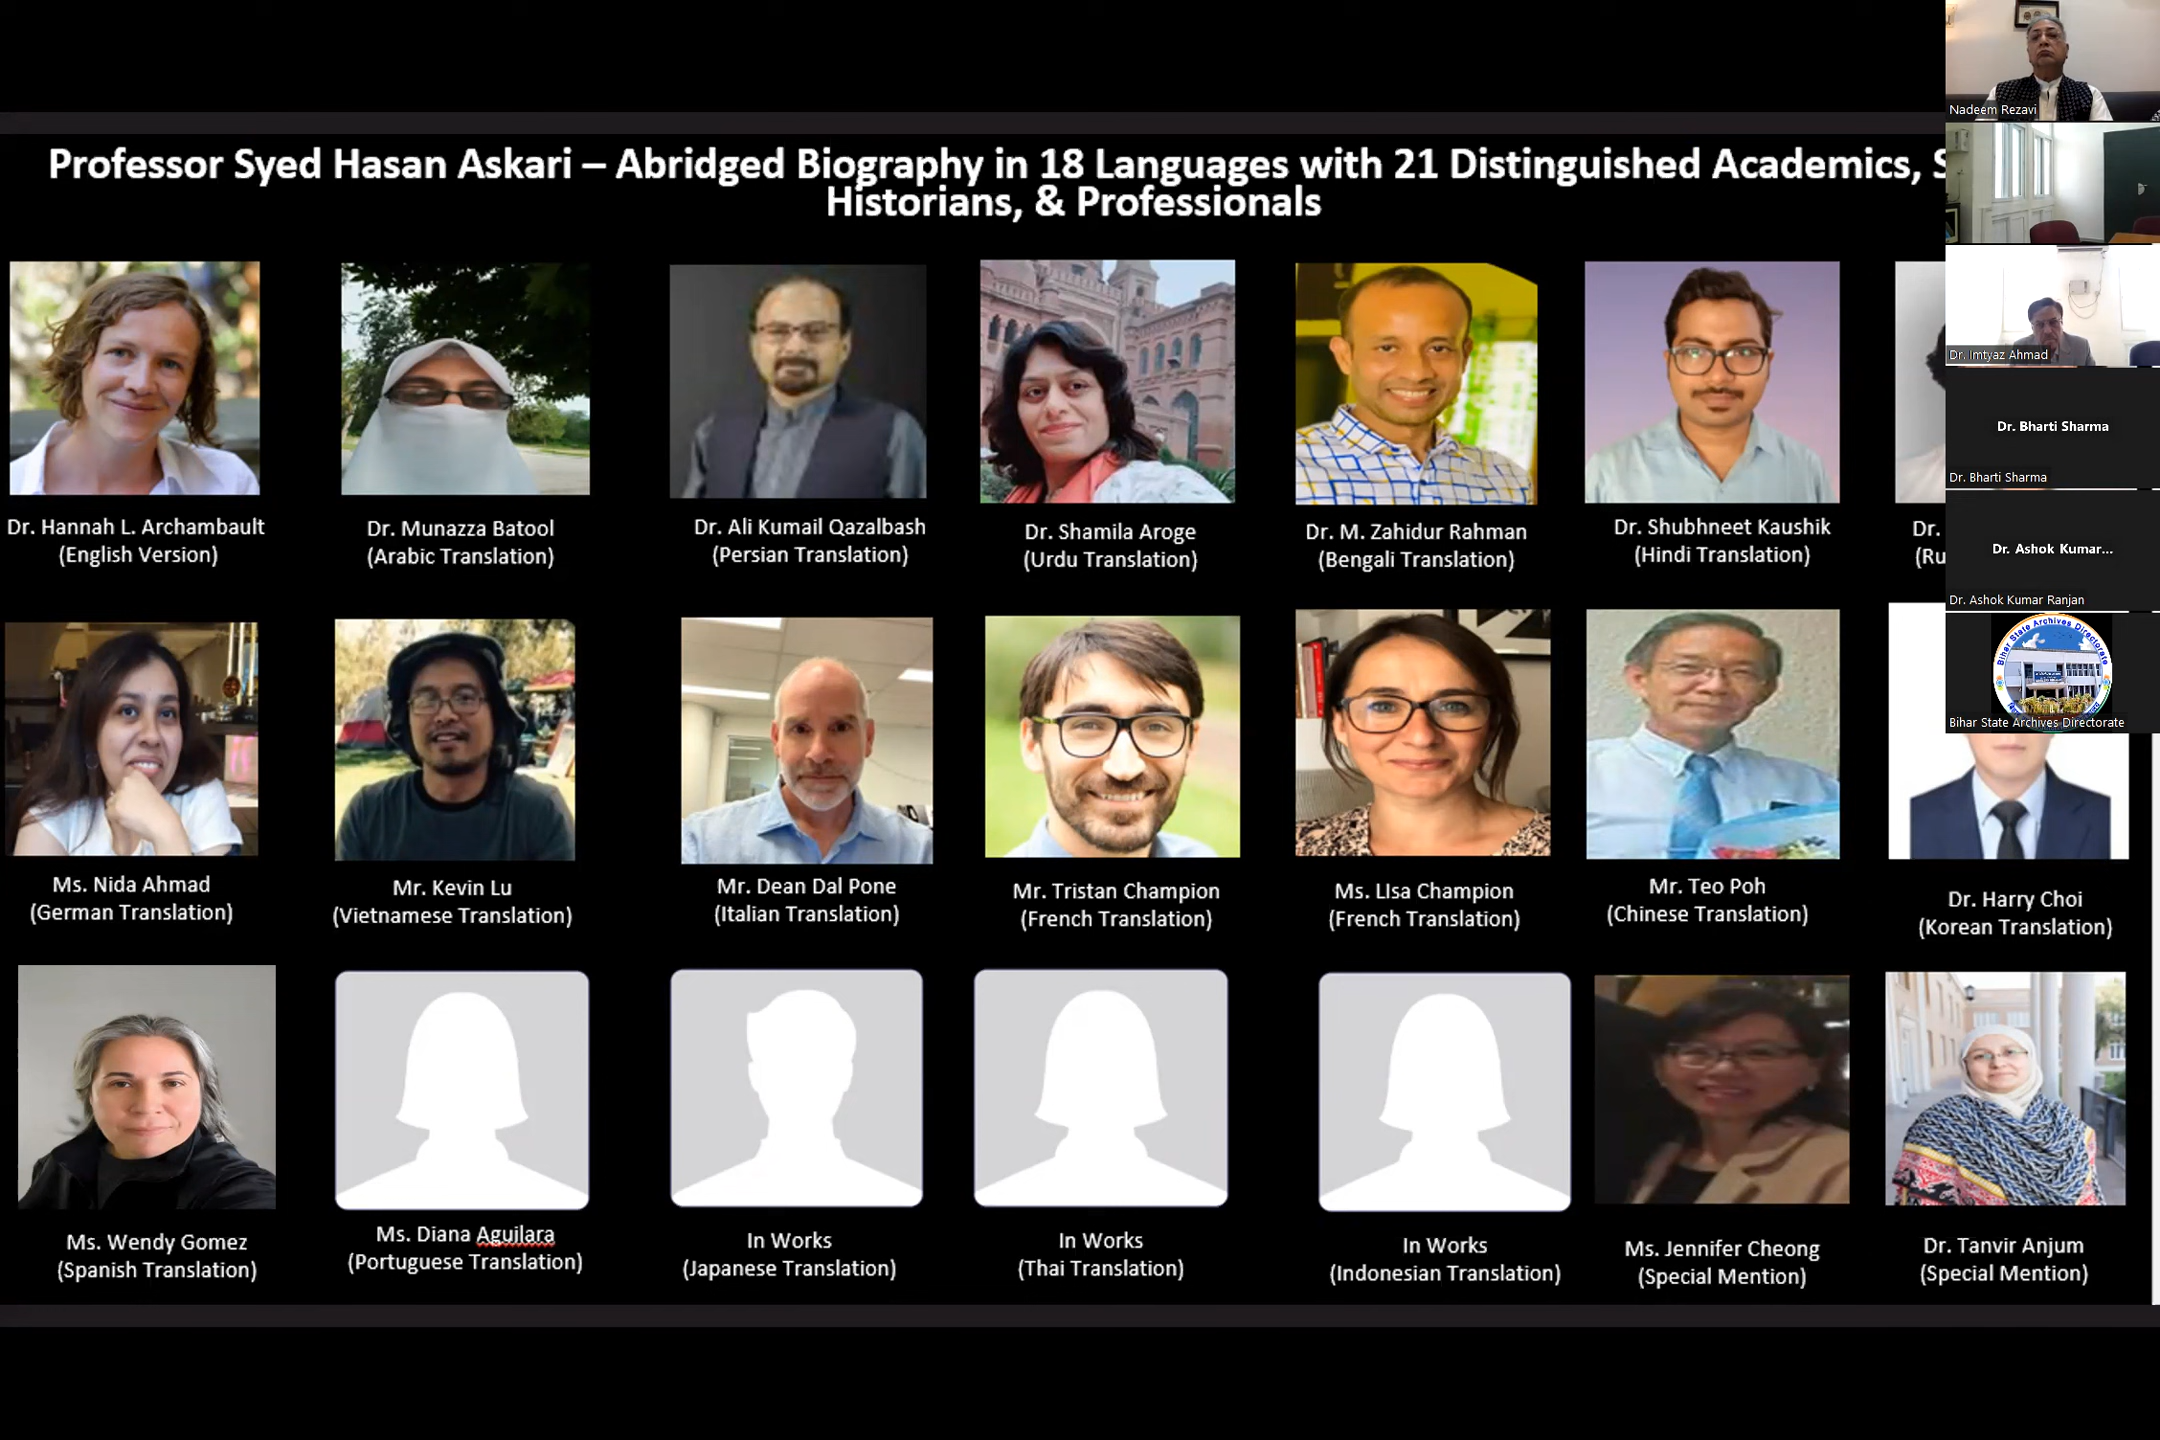 Professor Syed Hasan Askari – Abridged Biography in 18 Languages with 21 Distinguished Academics, S
Historians, & Professionals
Dr. Hannah L. Archambault
(English Version)
Dr. Munazza Batool
(Arabic Translation)
Dr. Ali Kumail Qazalbash
(Persian Translation)
Dr. Shamila Aroge
(Urdu Translation)
Dr. M. Zahidur Rahman
(Bengali Translation)
Dr. Shubhneet Kaushik
(Hindi Translation)
Dr.
(Ru
Ms. Nida Ahmad
(German Translation)
Mr. Kevin Lu
(Vietnamese Translation)
Mr. Dean Dal Pone
(Italian Translation)
Mr. Tristan Champion
(French Translation)
Ms. LIsa Champion
(French Translation)
Mr. Teo Poh
(Chinese Translation)
Dr. Harry Choi
(Korean Translation)
Ms. Wendy Gomez
(Spanish Translation)
Ms. Diana Aguilara
(Portuguese Translation)
In Works
(Japanese Translation)
In Works
(Thai Translation)
In Works
(Indonesian Translation)
Ms. Jennifer Cheong
(Special Mention)
Dr. Tanvir Anjum
(Special Mention)
Nadeem Rezavi
Dr. Imtyaz Ahmad
Dr. Bharti Sharma
Dr. Bharti Sharma
Dr. Ashok Kumar...
Dr. Ashok Kumar Ranjan
Bihar State Archives Directorate
Bihar State Archives Directorate